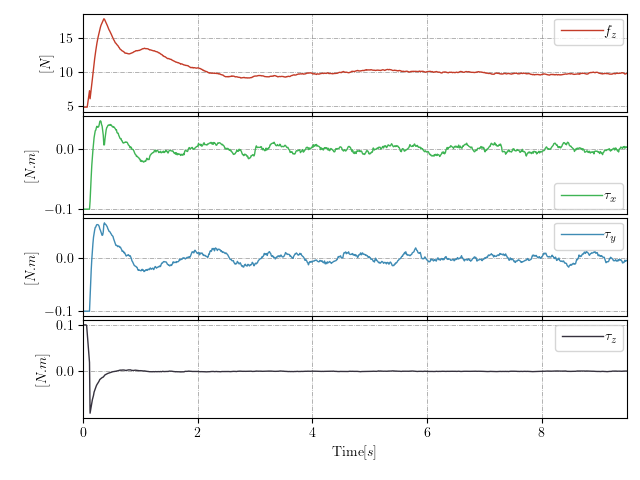 15
10
5
[N]
f_z
0.0
−0.1
[N.m]
τ_x
0.0
−0.1
[N.m]
τ_y
0.1
0.0
[N.m]
τ_z
0 2 4 6 8
Time[s]